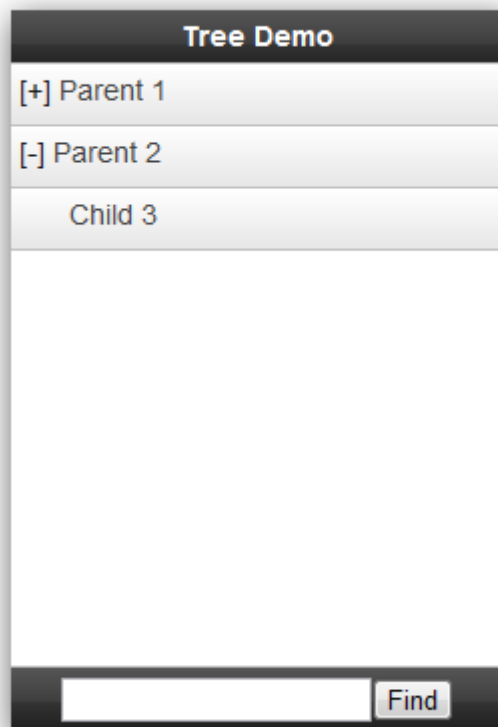 Tree Demo
[+] Parent 1
[-] Parent 2
Child 3
Find